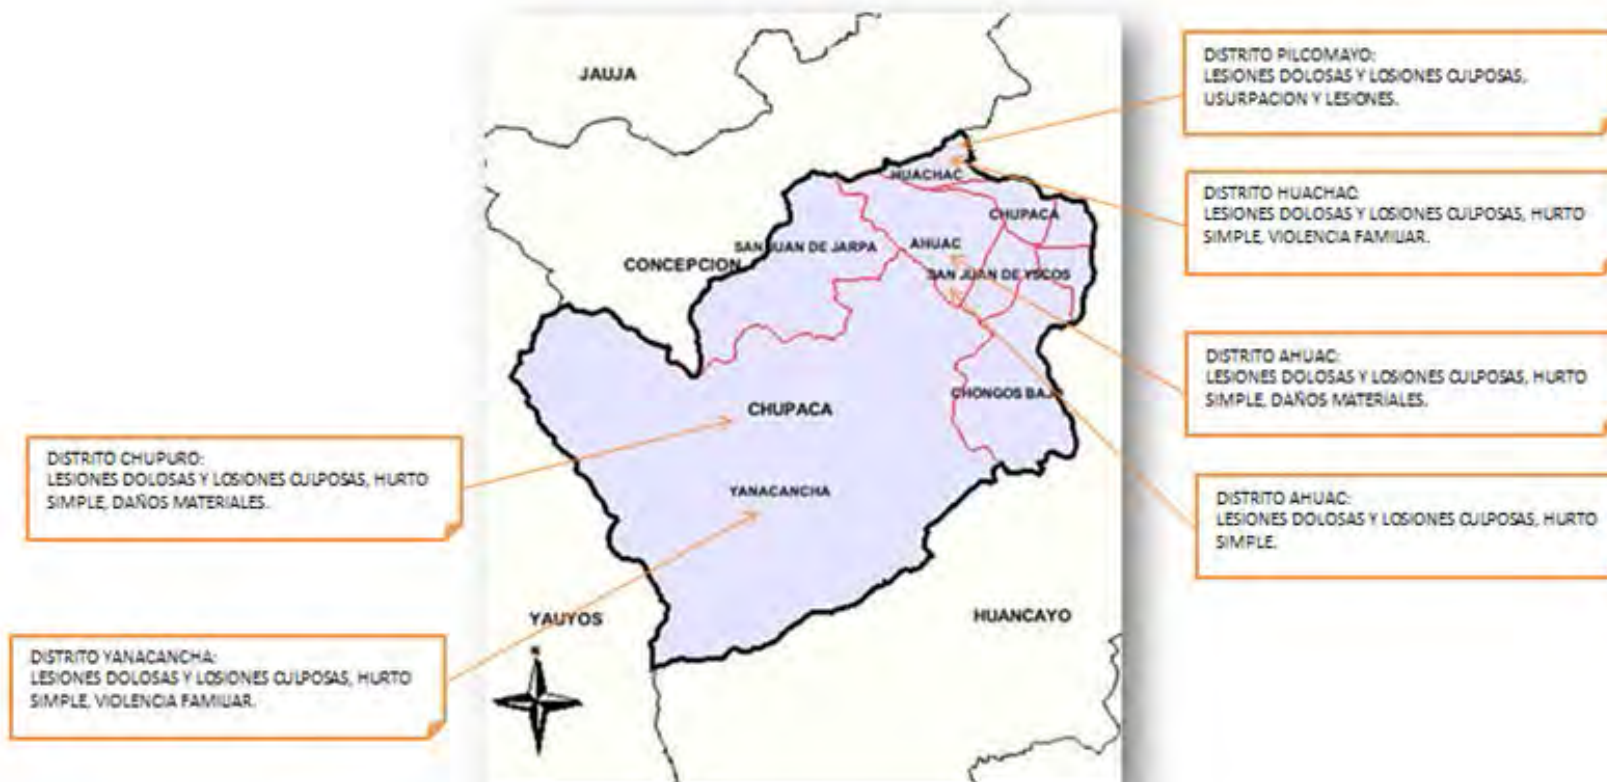 JAUJA
CONCEPCION
SAN JUAN DE JARPA
HUACHAC
CHUPACA
AHUAC
SAN JUAN DE YSCOS
CHONGOS BAJ
CHUPACA
YANACANCHA
YAUYOS
HUANCAYO
DISTRITO PILCOMAYO:
LESIONES DOLOSAS Y LOSIONES CULPOSAS,
USURPACION Y LESIONES.
DISTRITO HUACHAC:
LESIONES DOLOSAS Y LOSIONES CULPOSAS, HURTO
SIMPLE, VIOLENCIA FAMILIAR.
DISTRITO AHUAC:
LESIONES DOLOSAS Y LOSIONES CULPOSAS, HURTO
SIMPLE, DAÑOS MATERIALES.
DISTRITO AHUAC:
LESIONES DOLOSAS Y LOSIONES CULPOSAS, HURTO
SIMPLE.
DISTRITO CHUPURO:
LESIONES DOLOSAS Y LOSIONES CULPOSAS, HURTO
SIMPLE, DAÑOS MATERIALES.
DISTRITO YANACANCHA:
LESIONES DOLOSAS Y LOSIONES CULPOSAS, HURTO
SIMPLE, VIOLENCIA FAMILIAR.